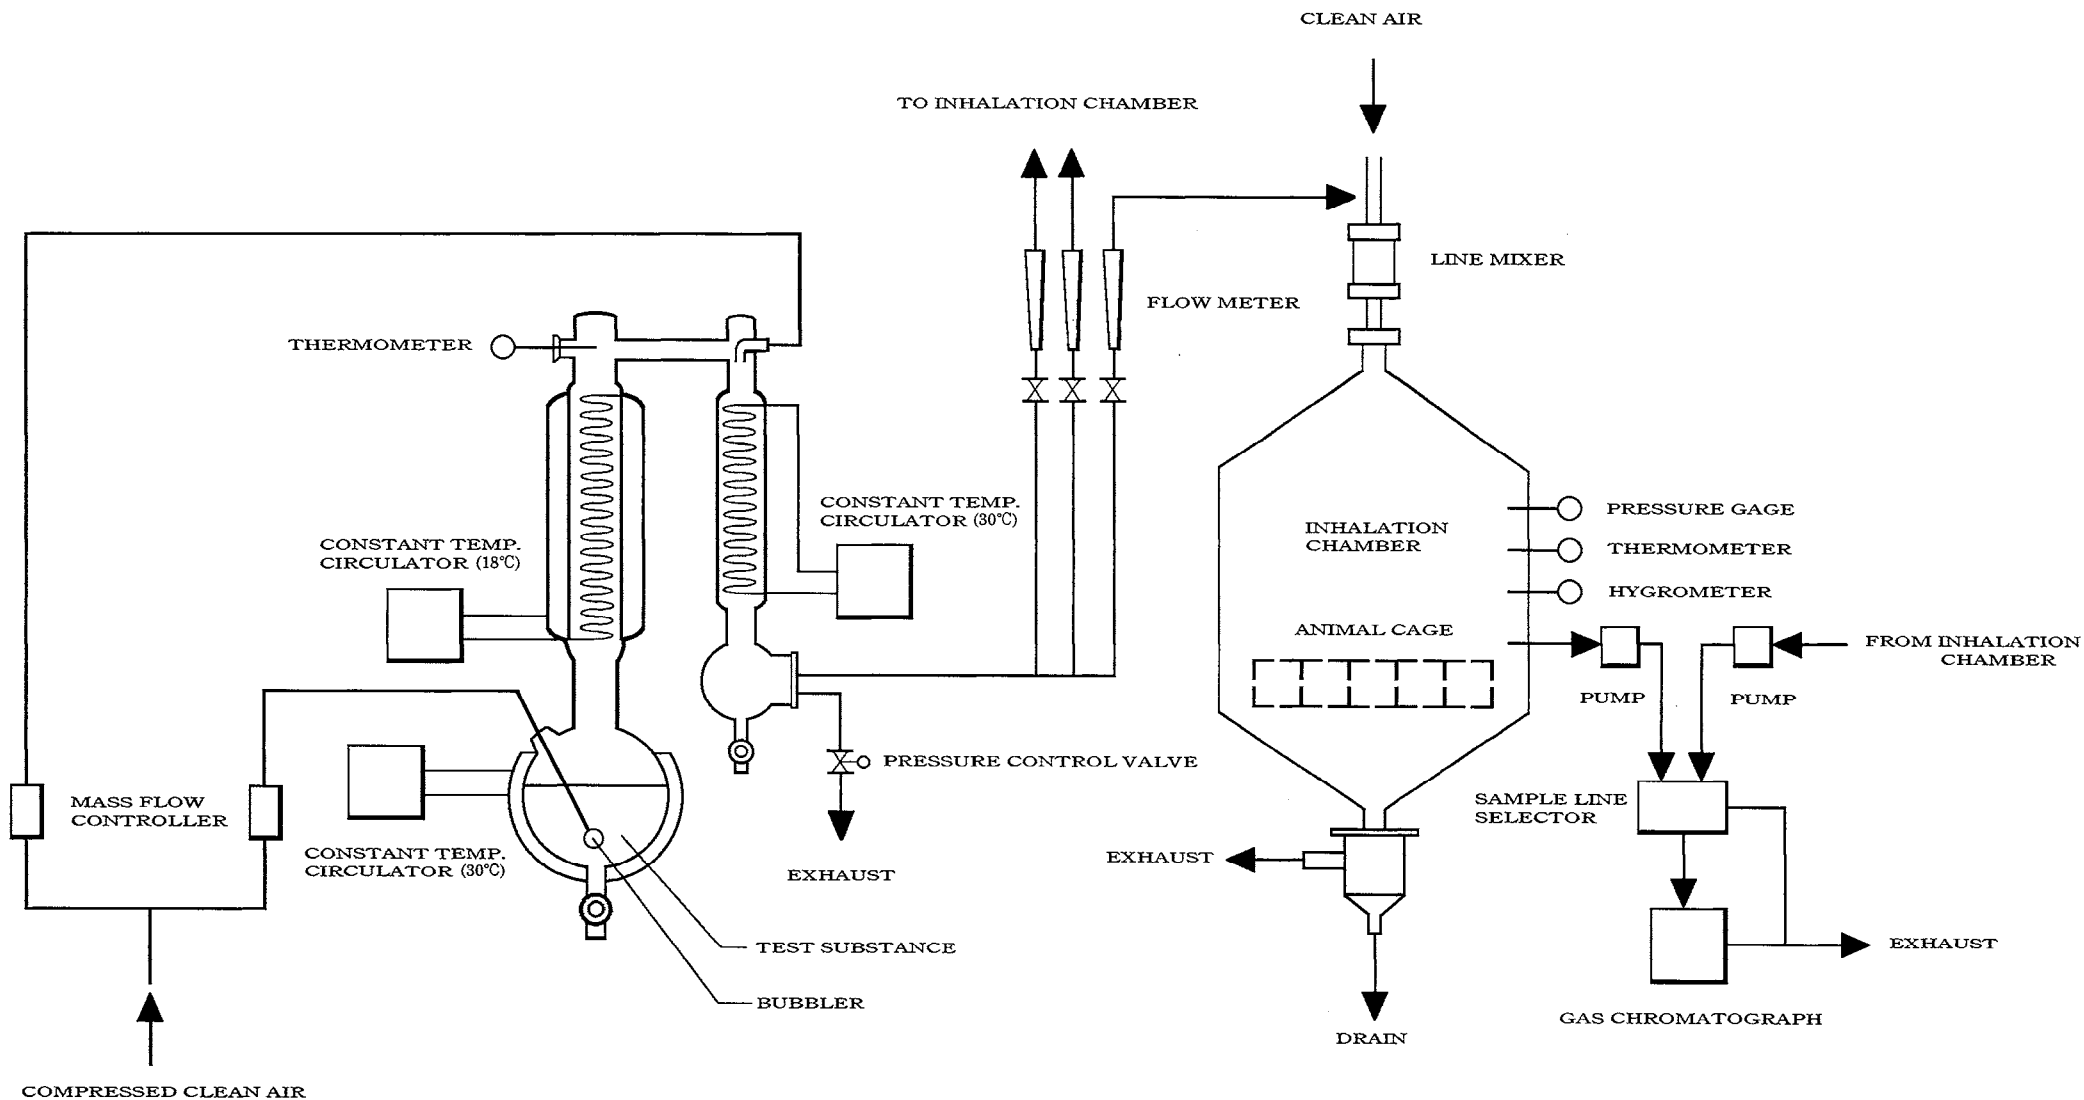 CLEAN AIR
TO INHALATION CHAMBER
LINE MIXER
FLOW METER
THERMOMETER
CONSTANT TEMP.
CIRCULATOR (30℃)
CONSTANT TEMP.
CIRCULATOR (18℃)
INHALATION
CHAMBER
PRESSURE GAGE
THERMOMETER
HYGROMETER
ANIMAL CAGE
FROM INHALATION
CHAMBER
PUMP
PUMP
PRESSURE CONTROL VALVE
MASS FLOW
CONTROLLER
SAMPLE LINE
SELECTOR
CONSTANT TEMP.
CIRCULATOR (30℃)
EXHAUST
EXHAUST
TEST SUBSTANCE
EXHAUST
BUBBLER
GAS CHROMATOGRAPH
DRAIN
COMPRESSED CLEAN AIR